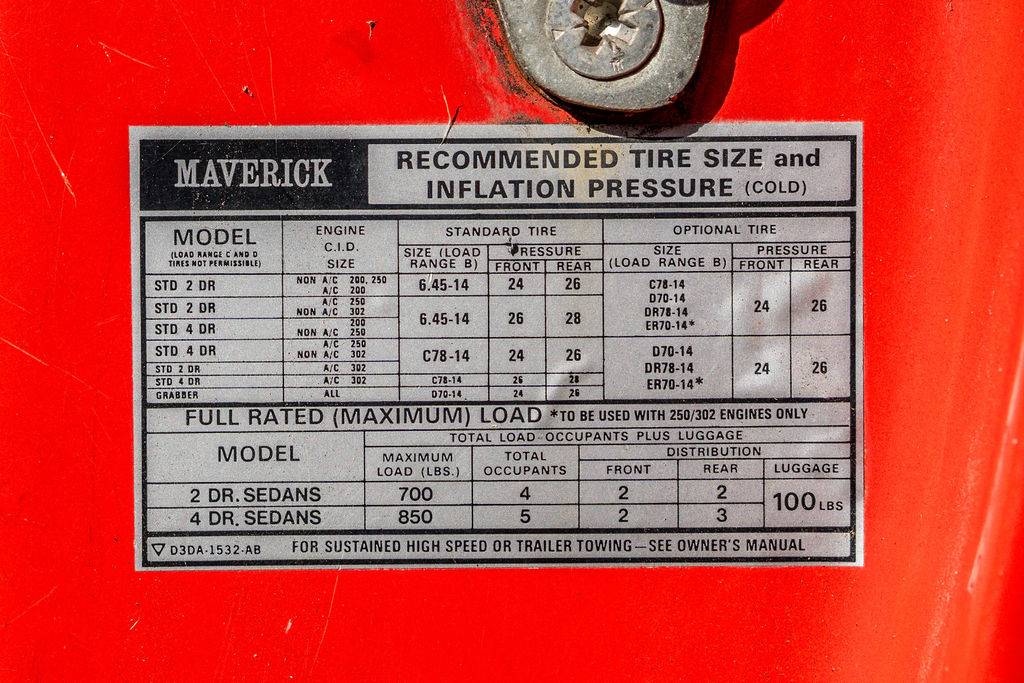 MAVERICK
RECOMMENDED TIRE SIZE and
INFLATION PRESSURE (COLD)
MODEL
(LOAD RANGE C AND D
TIRES NOT PERMISSIBLE)
ENGINE
C.I.D.
SIZE
STANDARD TIRE
OPTIONAL TIRE
SIZE (LOAD
RANGE B)
PRESSURE
FRONT REAR
SIZE
(LOAD RANGE B)
PRESSURE
FRONT REAR
STD 2 DR
NON A/C 200, 250
A/C 200
6.45-14 24 26
STD 2 DR
A/C 250
NON A/C 302
STD 4 DR
200
NON A/C 250
6.45-14 26 28
C78-14
D70-14
DR78-14
ER70-14*
24 26
STD 4 DR
A/C 250
NON A/C 302
STD 2 DR A/C 302
C78-14 24 26
STD 4 DR A/C 302 C78-14 26 28
GRABBER ALL D70-14 24 26
D70-14
DR78-14
ER70-14*
24 26
FULL RATED (MAXIMUM) LOAD *TO BE USED WITH 250/302 ENGINES ONLY
MODEL
TOTAL LOAD-OCCUPANTS PLUS LUGGAGE
MAXIMUM
LOAD (LBS.)
TOTAL
OCCUPANTS
DISTRIBUTION
FRONT REAR LUGGAGE
2 DR. SEDANS 700 4 2 2
4 DR. SEDANS 850 5 2 3
100 LBS
▽ D3DA-1532-AB FOR SUSTAINED HIGH SPEED OR TRAILER TOWING—SEE OWNER'S MANUAL